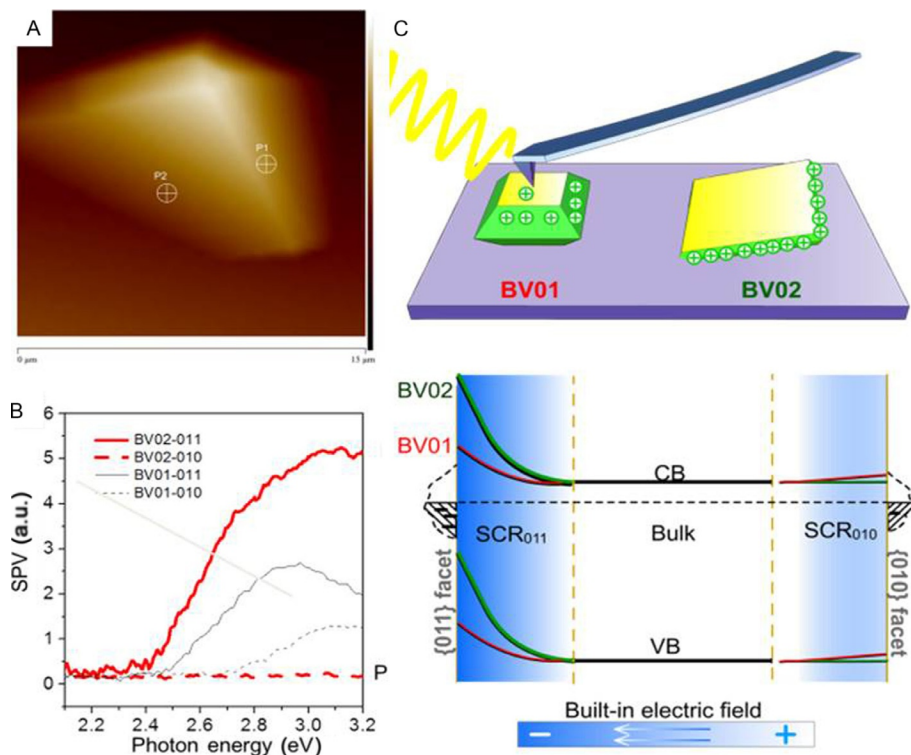 A
P1
P2
0 μm
15 μm
C
BV01
BV02
B
6
5
4
3
2
1
0
SPV (a.u.)
BV02-011
BV02-010
BV01-011
BV01-010
P
2.2 2.4 2.6 2.8 3.0 3.2
Photon energy (eV)
BV02
BV01
CB
SCR₀₁₁
Bulk
SCR₀₁₀
{011} facet
{010} facet
VB
Built-in electric field
− +